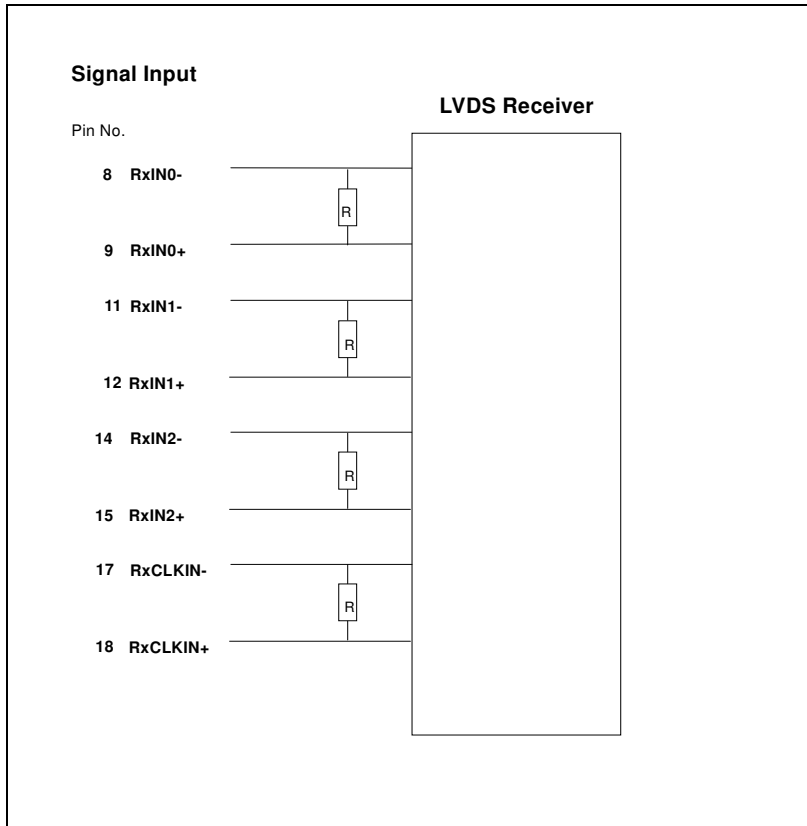 Signal Input
LVDS Receiver
Pin No.
8 RxIN0-
R
9 RxIN0+
11 RxIN1-
R
12 RxIN1+
14 RxIN2-
R
15 RxIN2+
17 RxCLKIN-
R
18 RxCLKIN+